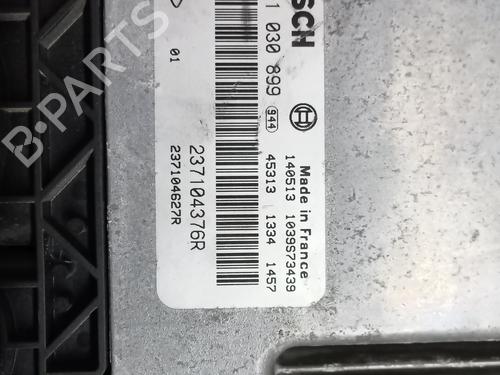 SCH
1 030 899
944
01
Made in France
140513 1039S73439
45313 1334 1457
237104376R
237104627R
B-PARTS